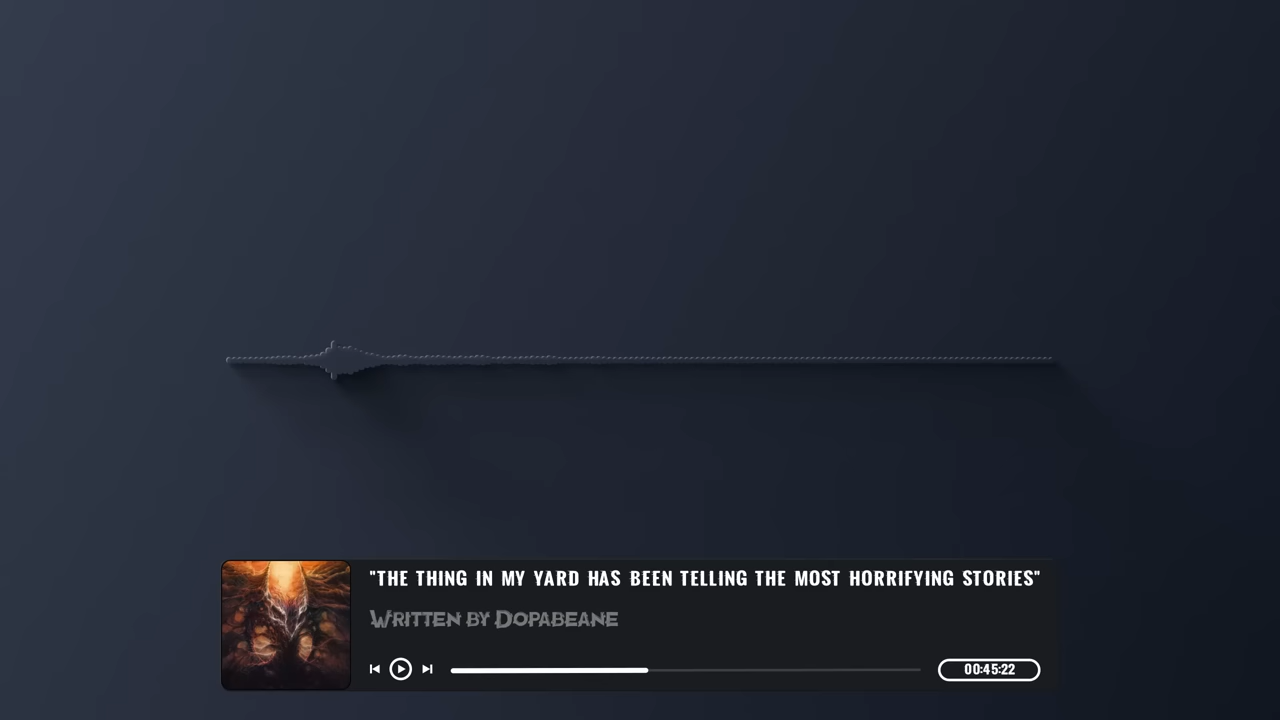 "THE THING IN MY YARD HAS BEEN TELLING THE MOST HORRIFYING STORIES"
WRITTEN BY DOPABEANE
00:45:22